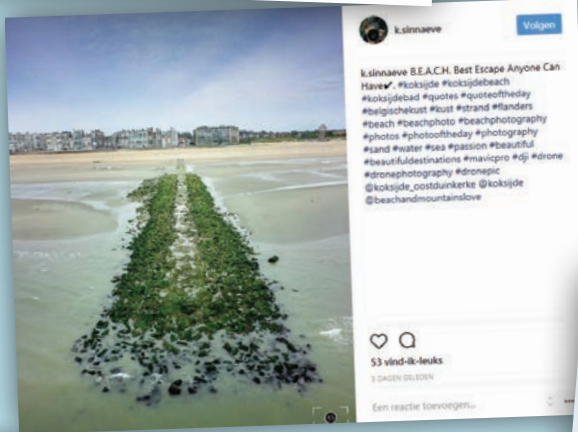 k.sinnaeve
Volgen
k.sinnaeve B.E.A.C.H. Best Escape Anyone Can
Have✔. #koksijde #koksijdebeach
#koksijdebad #quotes #quoteoftheday
#belgischekust #kust #strand #flanders
#beach #beachphoto #beachphotography
#photos #photooftheday #photography
#sand #water #sea #passion #beautiful
#beautifuldestinations #mavicpro #dji #drone
#dronephotography #dronepic
@koksijde_oostduinkerke @koksijde
@beachandmountainslove
53 vind-ik-leuks
3 DAGEN GELEDEN
Een reactie toevoegen...